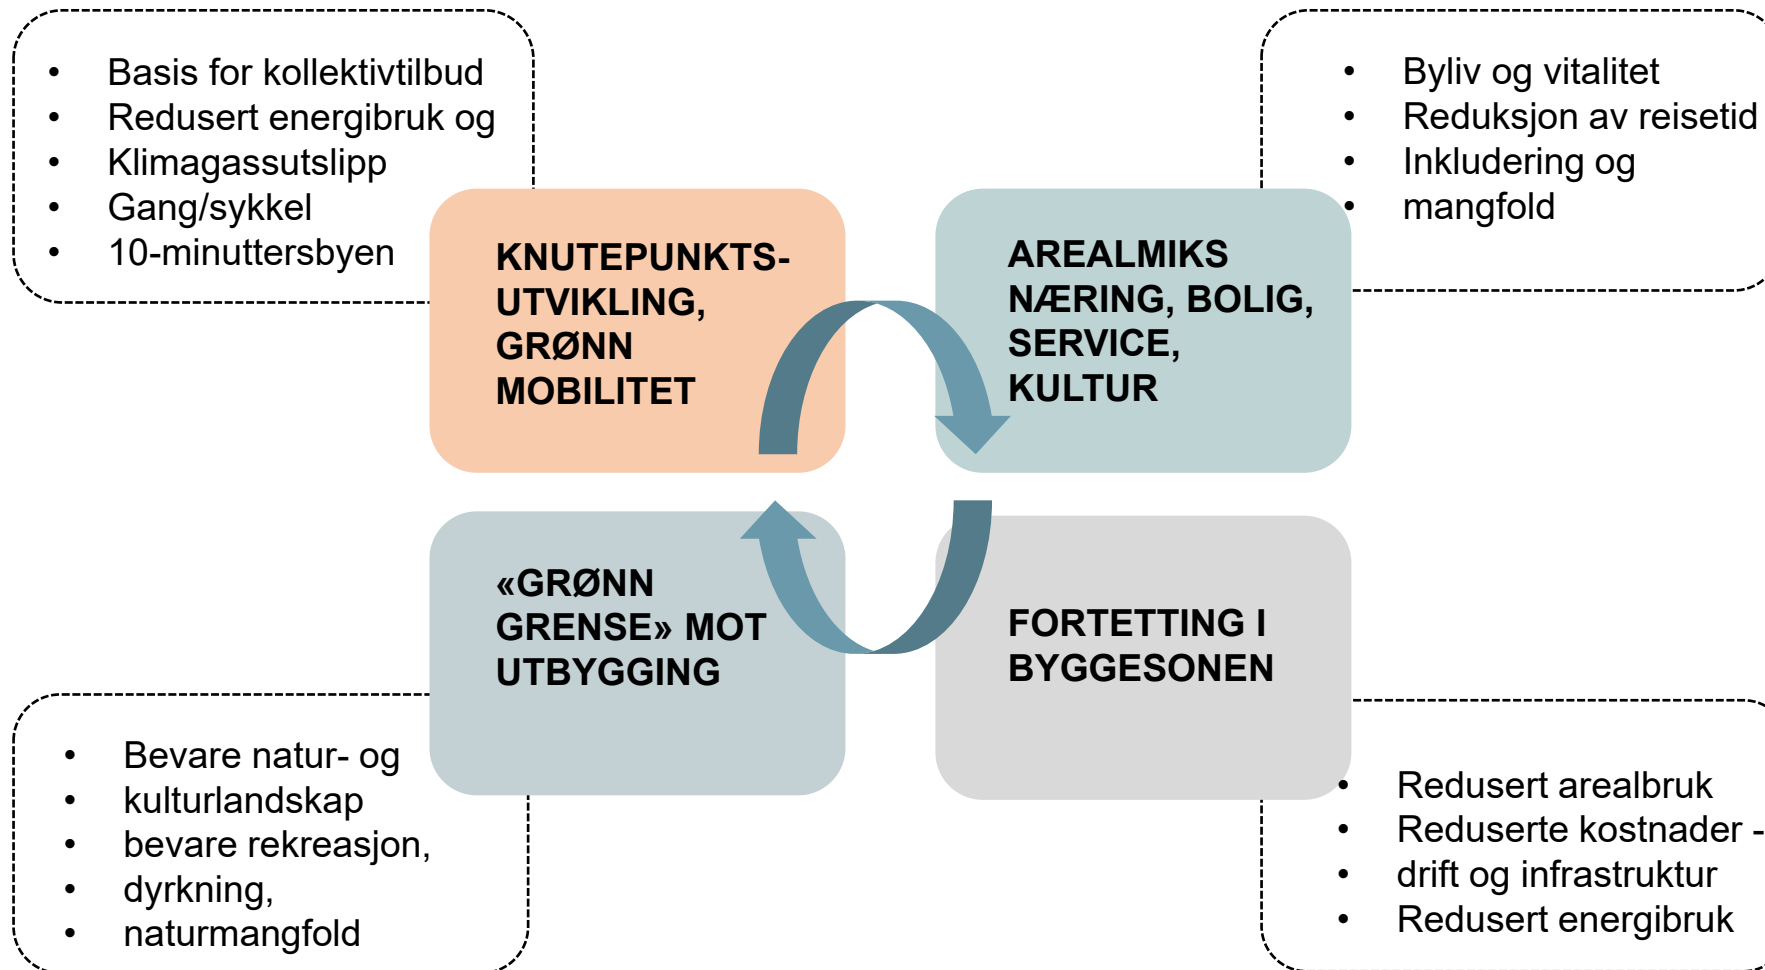 • Basis for kollektivtilbud
• Redusert energibruk og
• Klimagassutslipp
• Gang/sykkel
• 10-minuttersbyen
• Byliv og vitalitet
• Reduksjon av reisetid
• Inkludering og
• mangfold
KNUTEPUNKTS-
UTVIKLING,
GRØNN
MOBILITET
AREALMIKS
NÆRING, BOLIG,
SERVICE,
KULTUR
«GRØNN
GRENSE» MOT
UTBYGGING
FORTETTING I
BYGGESONEN
• Bevare natur- og
• kulturlandskap
• bevare rekreasjon,
• dyrkning,
• naturmangfold
• Redusert arealbruk
• Reduserte kostnader -
• drift og infrastruktur
• Redusert energibruk